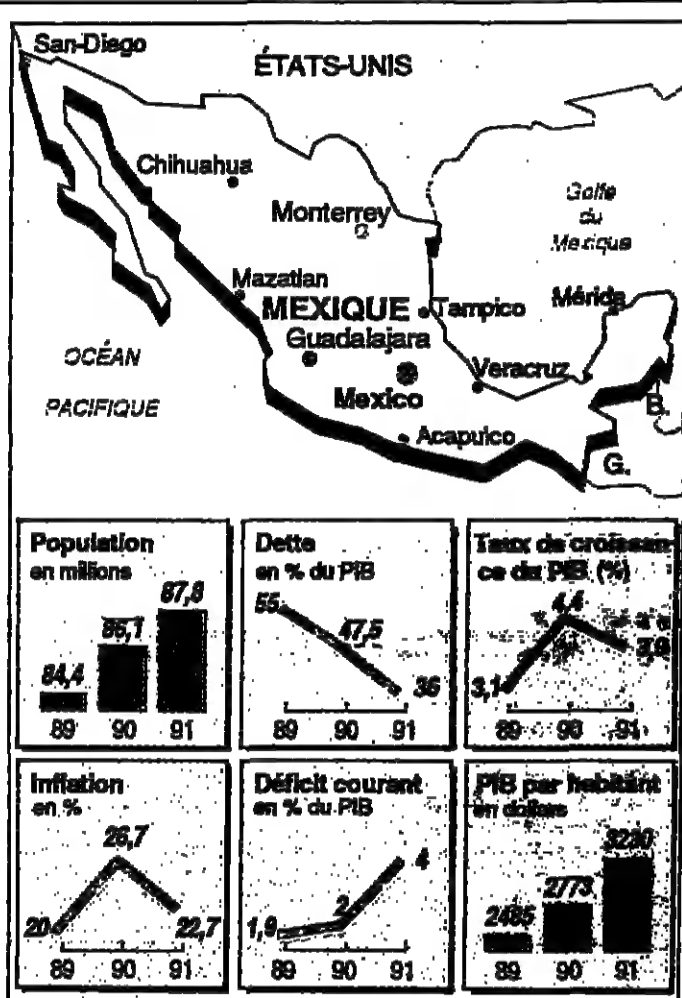 San-Diego
ÉTATS-UNIS
Chihuahua
Monterrey
Golfe
du
Mexique
Mazatlan
MEXIQUE
Tampico
Mérida
Guadalajara
OCÉAN
PACIFIQUE
Veracruz
Mexico
B.
Acapulco
G.
Population
en millions
84,4
86,1
87,8
89 90 91
Dette
en % du PIB
55
47,5
36
89 90 91
Taux de croissan-
ce du PIB (%)
3,1
4,4
89 90 91
Inflation
en %
20
26,7
22,7
89 90 91
Déficit courant
en % du PIB
1,9
2
4
89 90 91
PIB par habitant
en dollars
2485
2773
89 90 91